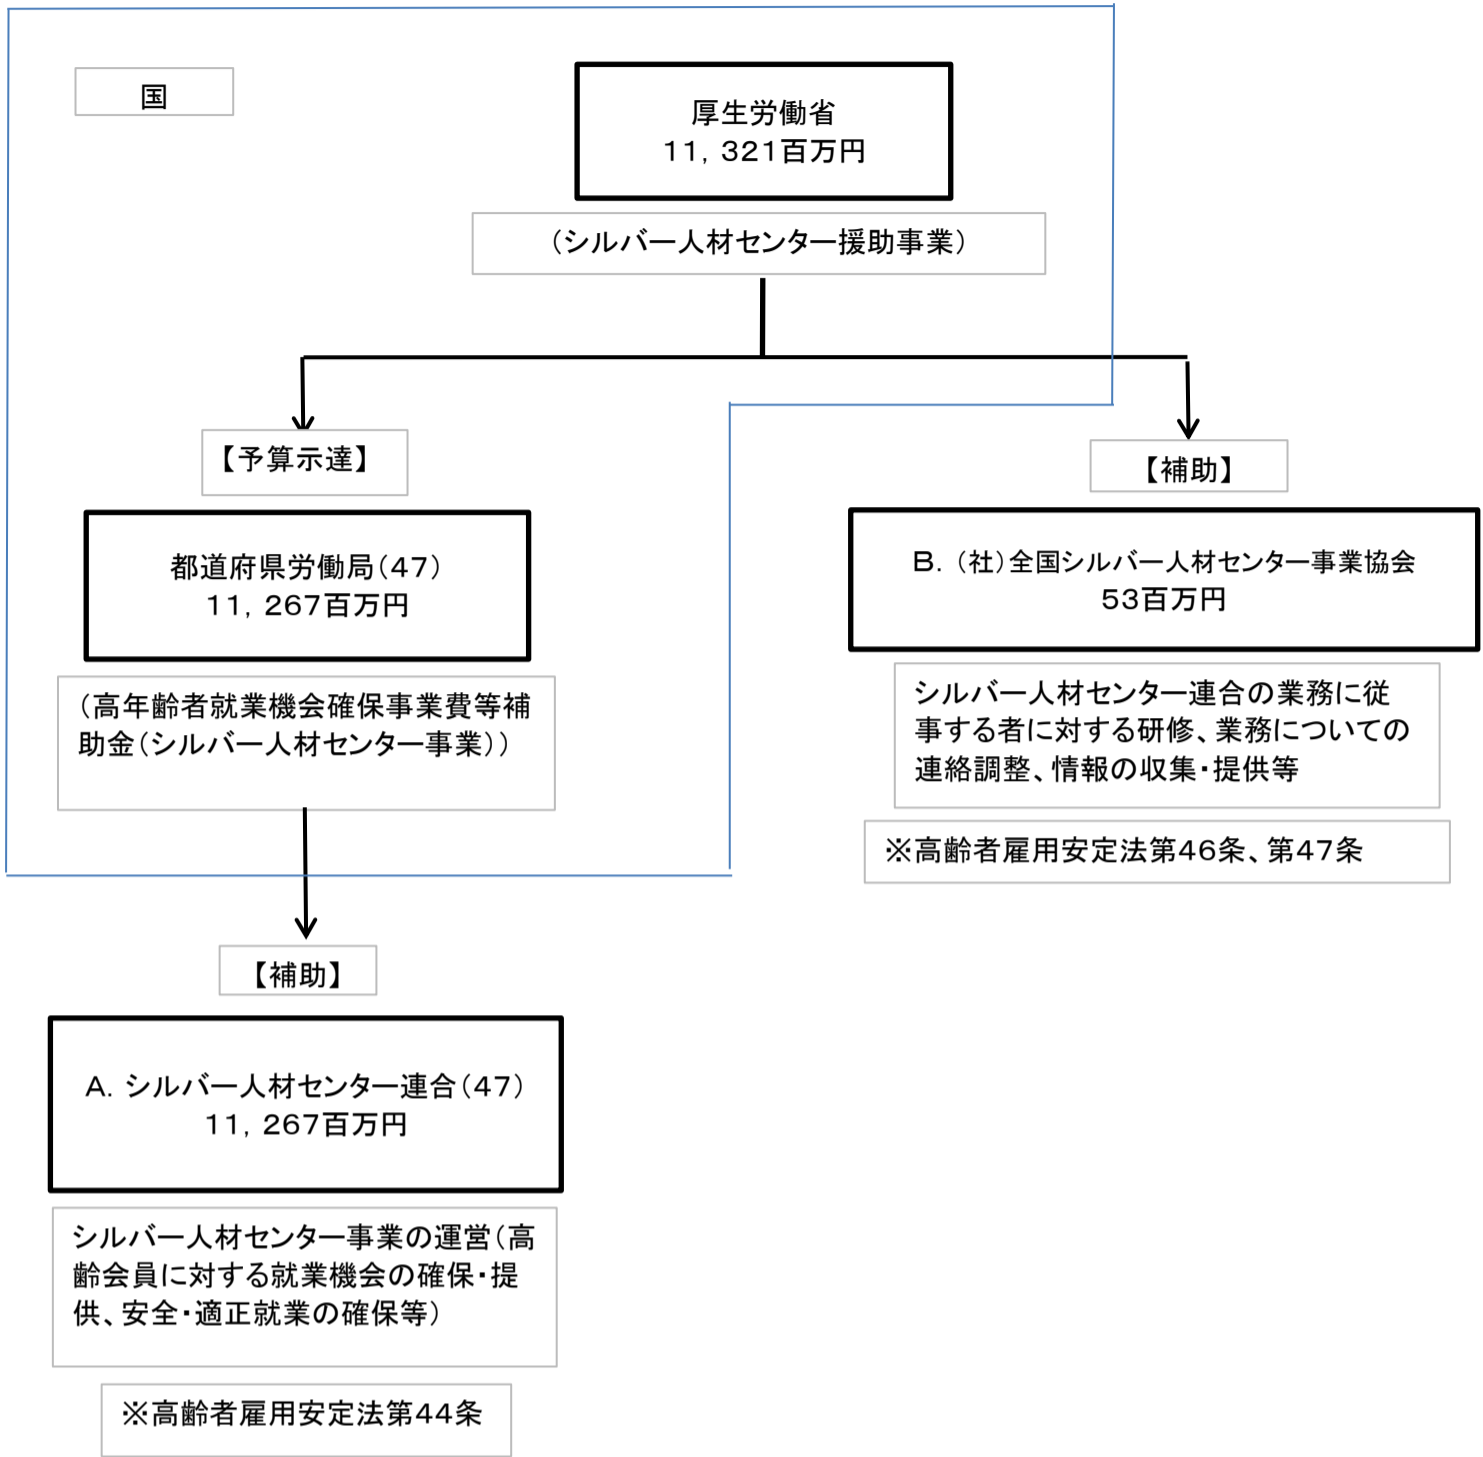 国
厚生労働省
11，321百万円
（シルバー人材センター援助事業）
【予算示達】
都道府県労働局（47）
11，267百万円
（高年齢者就業機会確保事業費等補
助金（シルバー人材センター事業））
【補助】
B．（社）全国シルバー人材センター事業協会
53百万円
シルバー人材センター連合の業務に従
事する者に対する研修、業務についての
連絡調整、情報の収集・提供等
※高齢者雇用安定法第46条、第47条
【補助】
A．シルバー人材センター連合（47）
11，267百万円
シルバー人材センター事業の運営（高
齢会員に対する就業機会の確保・提
供、安全・適正就業の確保等）
※高齢者雇用安定法第44条